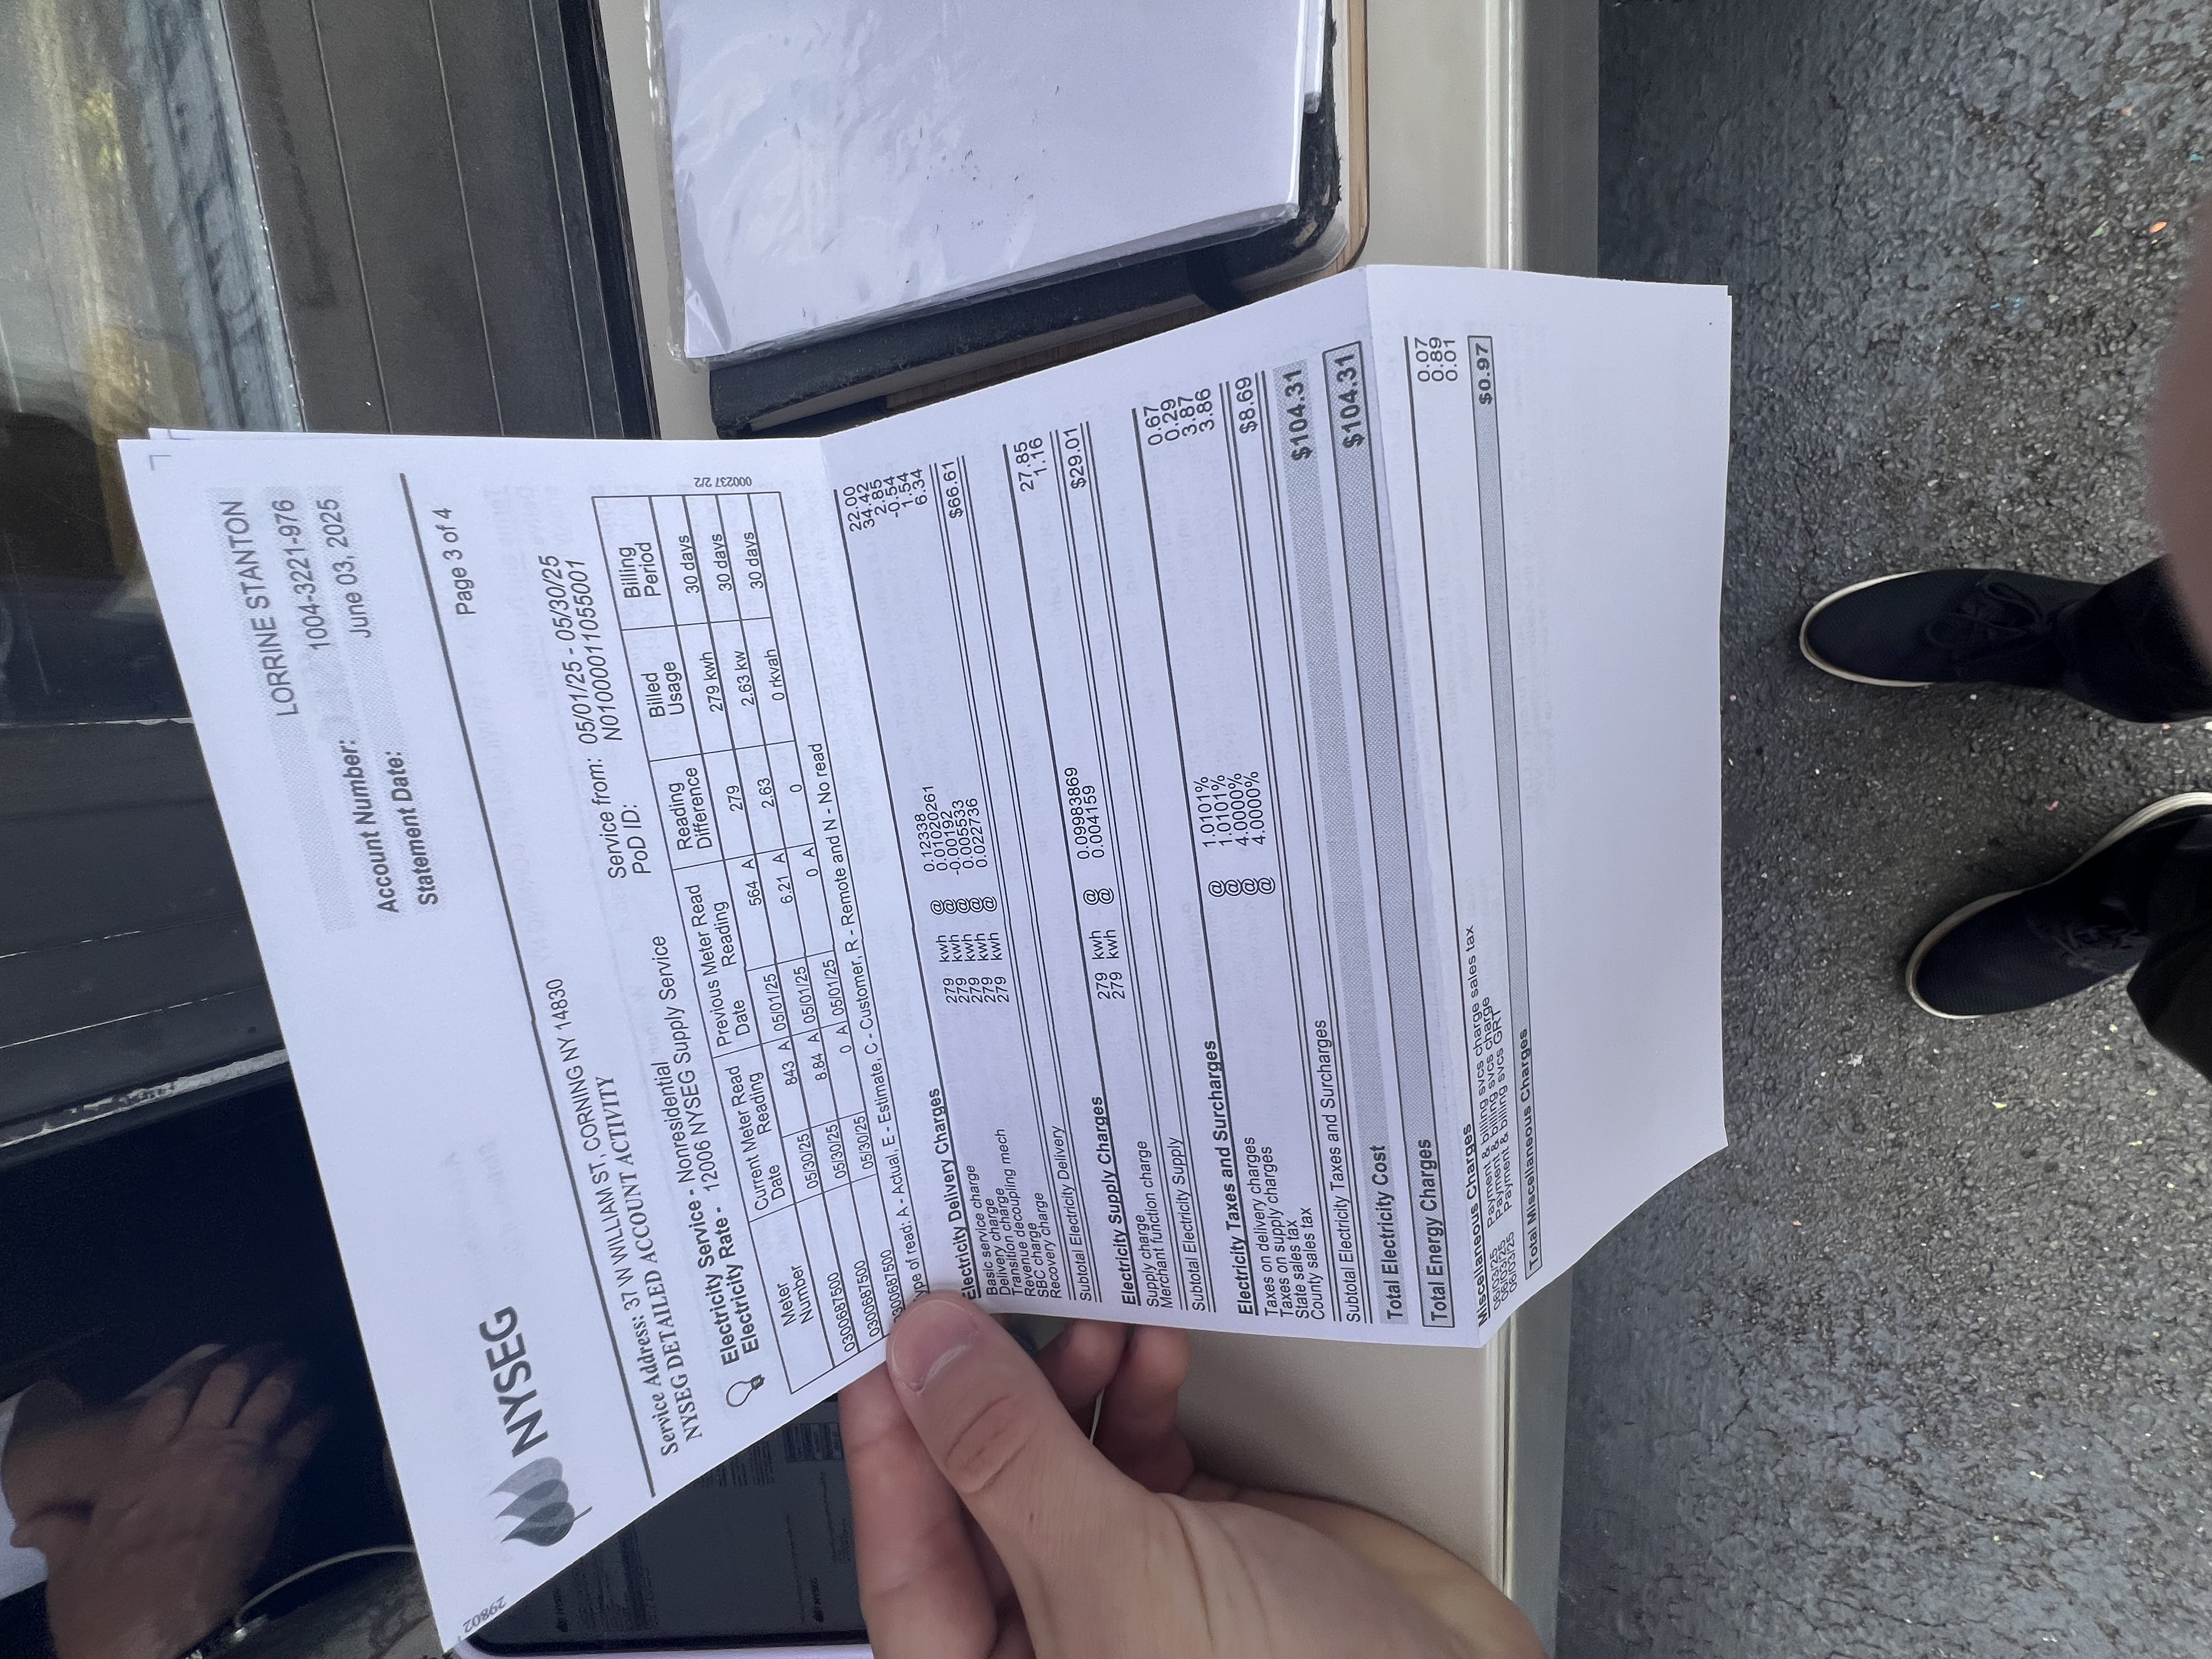 29802
LORRINE STANTON
Account Number: 1004-3221-976
Statement Date: June 03, 2025
NYSEG
Page 3 of 4
Service Address: 37 W WILLIAM ST, CORNING NY 14830
NYSEG DETAILED ACCOUNT ACTIVITY
Service from: 05/01/25 - 05/30/25
PoD ID: N01000011055001
Electricity Service - Nonresidential
Electricity Rate - 12006 NYSEG Supply Service
Meter Number Current Meter Read Date Reading Previous Meter Read Date Reading Reading Difference Billed Usage Billing Period
0300687500 05/30/25 843 A 05/01/25 564 A 279 279 kwh 30 days
0300687500 05/30/25 8.84 A 05/01/25 6.21 A 2.63 2.63 kw 30 days
0300687500 05/30/25 0 A 05/01/25 0 A 0 0 rkvah 30 days
Type of read: A - Actual, E - Estimate, C - Customer, R - Remote and N - No read
000237 2/2
Electricity Delivery Charges
Basic service charge 22.00
Delivery charge 279 kwh @ 0.12338 34.42
Transition charge 279 kwh @ 0.01020261 2.85
Revenue decoupling mech 279 kwh @ -0.00192 -0.54
SBC charge 279 kwh @ 0.005533 1.54
Recovery charge 279 kwh @ 0.022736 6.34
Subtotal Electricity Delivery $66.61
Electricity Supply Charges
Supply charge 279 kwh @ 0.09983869 27.85
Merchant function charge 279 kwh @ 0.004159 1.16
Subtotal Electricity Supply $29.01
Electricity Taxes and Surcharges
Taxes on delivery charges @ 1.0101% 0.67
Taxes on supply charges @ 1.0101% 0.29
State sales tax @ 4.0000% 3.87
County sales tax @ 4.0000% 3.86
Subtotal Electricity Taxes and Surcharges $8.69
Total Electricity Cost $104.31
Total Energy Charges $104.31
Miscellaneous Charges
06/03/25 Payment & billing svcs charge sales tax 0.07
06/03/25 Payment & billing svcs charge 0.89
06/03/25 Payment & billing svcs GRT 0.01
Total Miscellaneous Charges $0.97